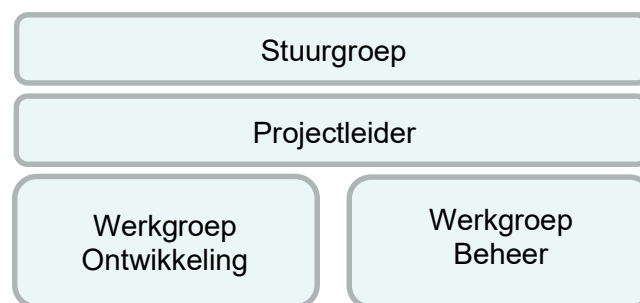 Stuurgroep
Projectleider
Werkgroep
Ontwikkeling
Werkgroep
Beheer